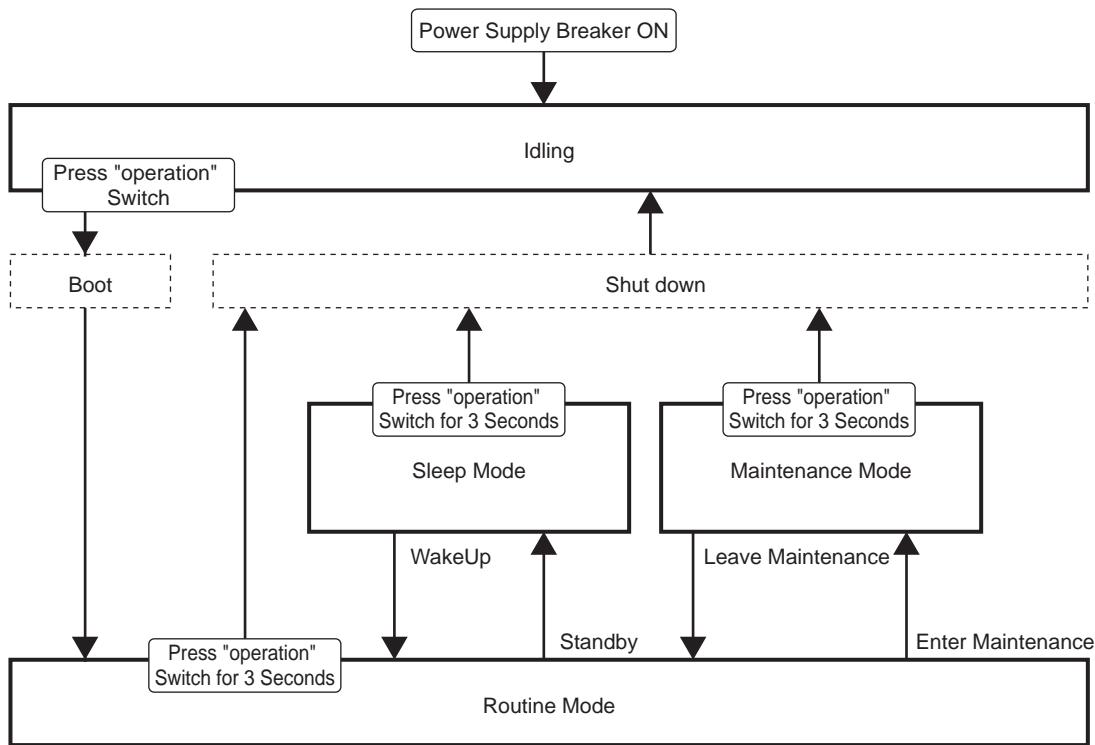 Power Supply Breaker ON
Idling
Press "operation"
Switch
Boot
Shut down
Press "operation"
Switch for 3 Seconds
Press "operation"
Switch for 3 Seconds
Sleep Mode
Maintenance Mode
WakeUp
Leave Maintenance
Standby
Enter Maintenance
Press "operation"
Switch for 3 Seconds
Routine Mode